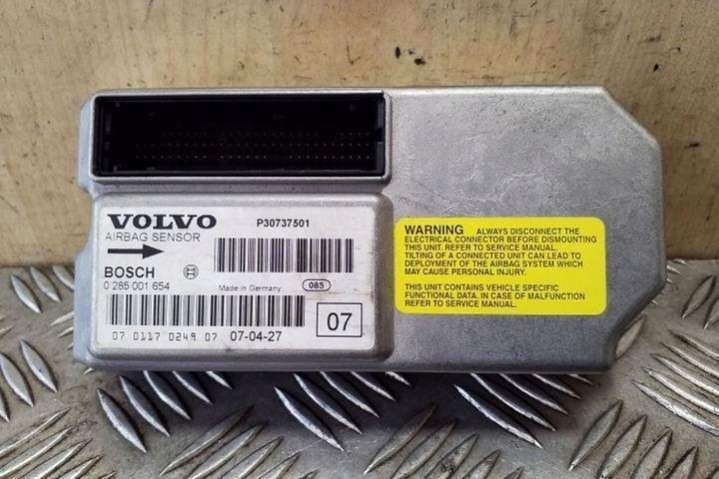 VOLVO
AIRBAG SENSOR
P30737501
BOSCH
0 285 001 654
Made in Germany
085
07 0117 0249 07 07-04-27
07
WARNING ALWAYS DISCONNECT THE
ELECTRICAL CONNECTOR BEFORE DISMOUNTING
THIS UNIT. REFER TO SERVICE MANUAL.
TILTING OF A CONNECTED UNIT CAN LEAD TO
DEPLOYMENT OF THE AIRBAG SYSTEM WHICH
MAY CAUSE PERSONAL INJURY.
THIS UNIT CONTAINS VEHICLE SPECIFIC
FUNCTIONAL DATA. IN CASE OF MALFUNCTION
REFER TO SERVICE MANUAL.